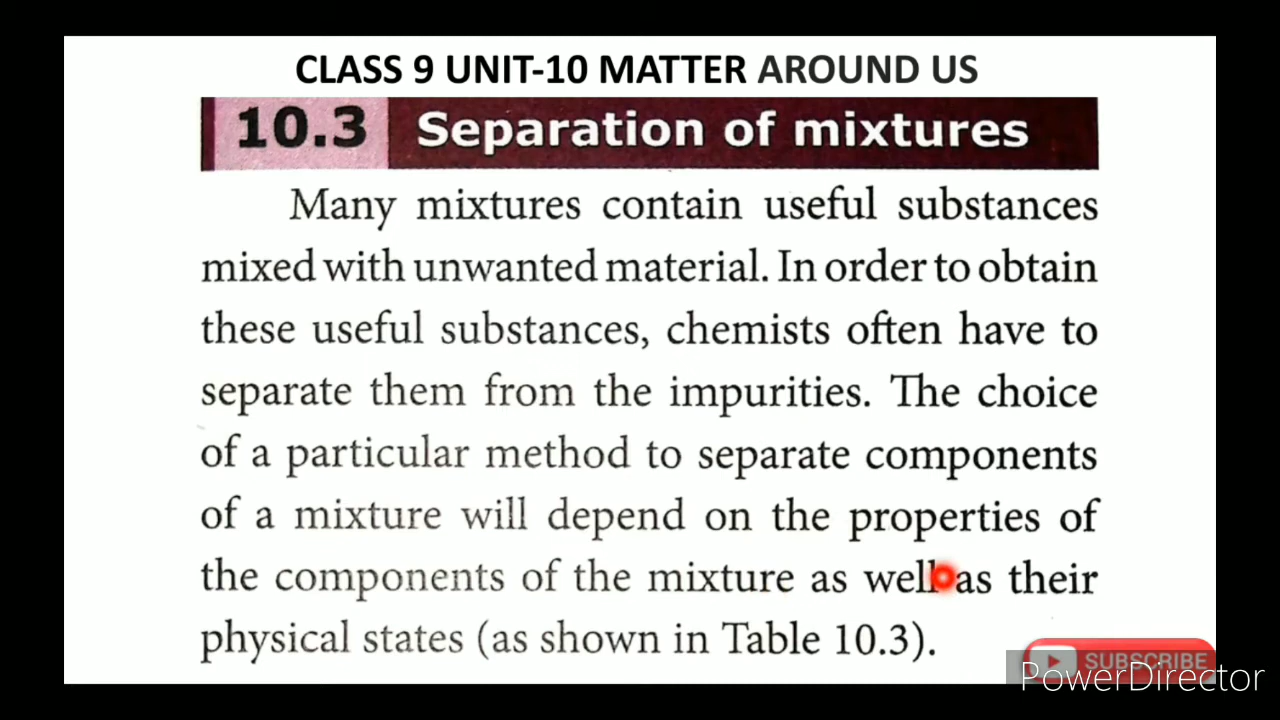 CLASS 9 UNIT-10 MATTER AROUND US
10.3 Separation of mixtures
Many mixtures contain useful substances
mixed with unwanted material. In order to obtain
these useful substances, chemists often have to
separate them from the impurities. The choice
of a particular method to separate components
of a mixture will depend on the properties of
the components of the mixture as well as their
physical states (as shown in Table 10.3).
SUBSCRIBE
PowerDirector